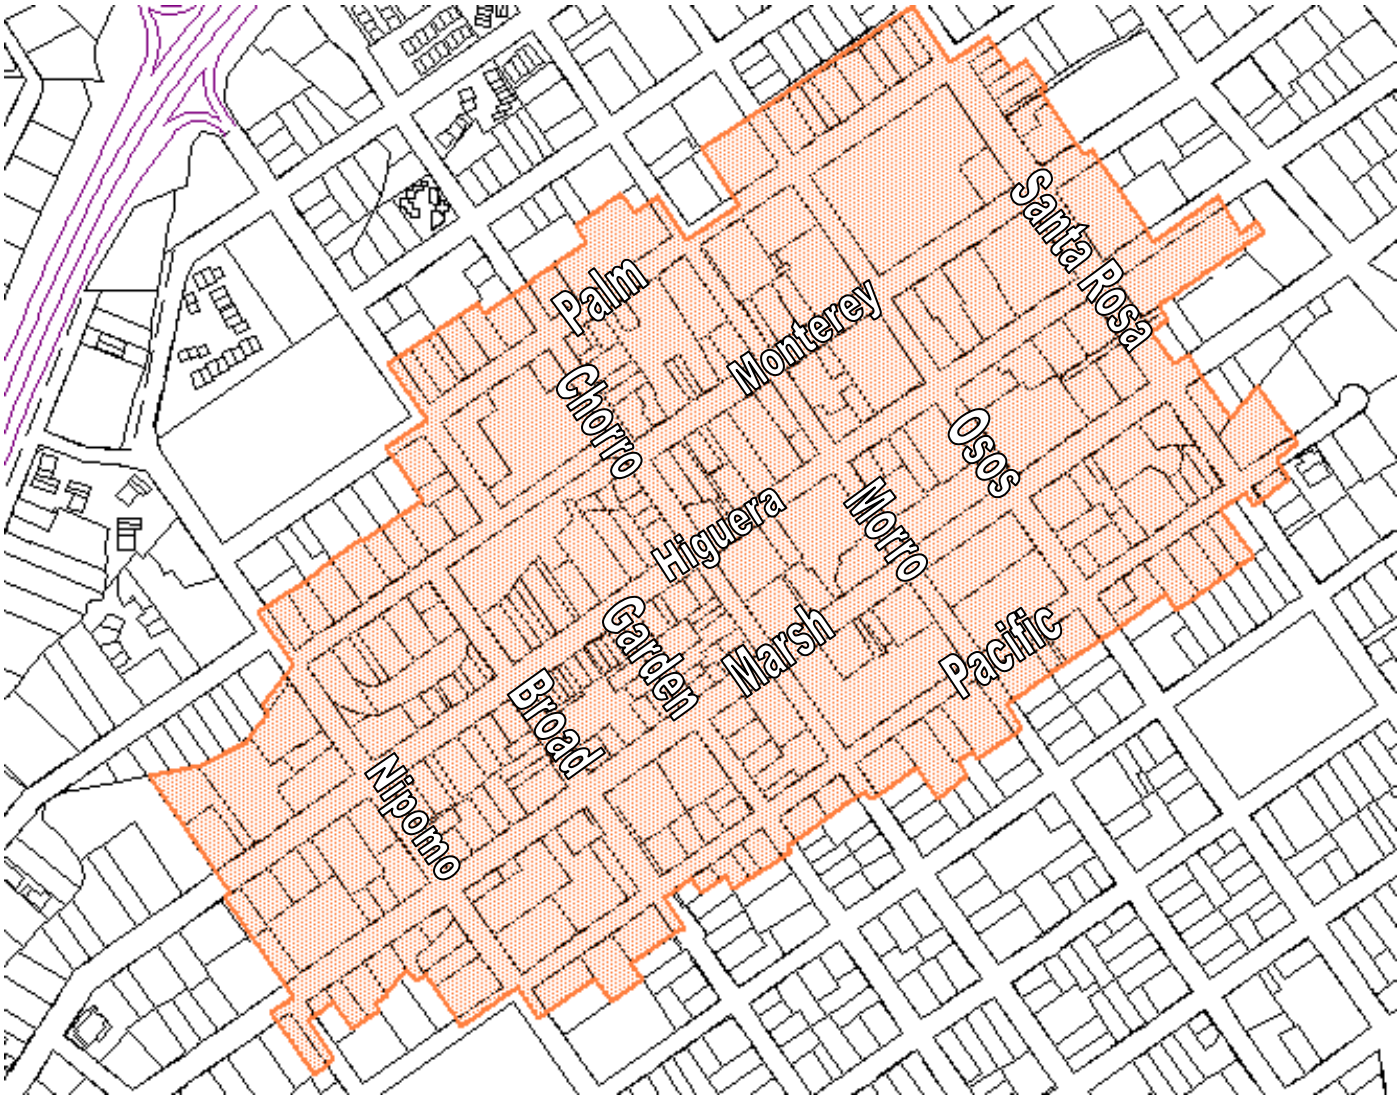 Santa Rosa
Palm
Monterey
Chorro
Osos
Higuera
Morro
Garden
Marsh
Pacific
Broad
Nipomo